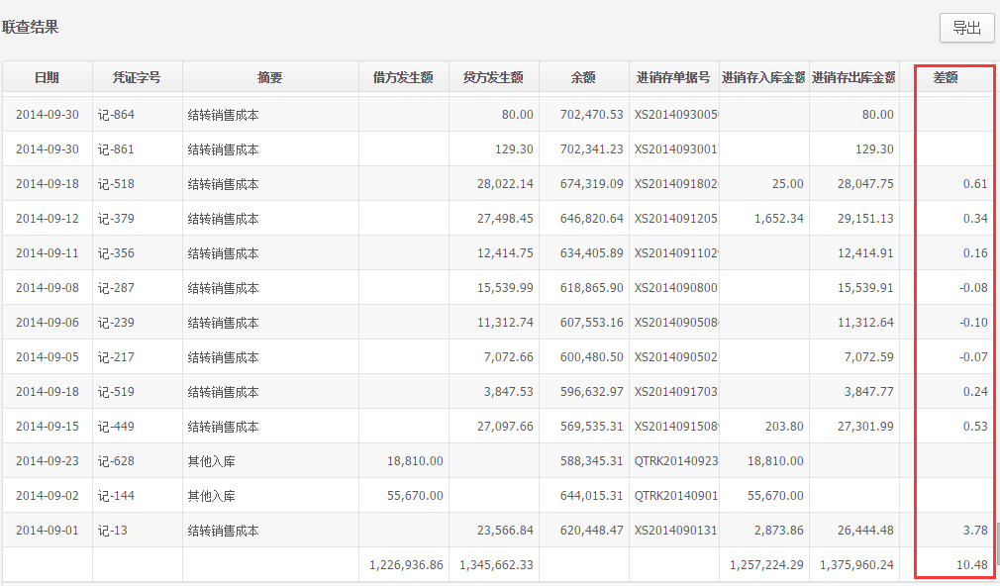 联查结果
导出
日期 凭证字号 摘要 借方发生额 贷方发生额 余额 进销存单据号 进销存入库金额 进销存出库金额 差额
2014-09-30 记-864 结转销售成本 80.00 702,470.53 XS2014093005 80.00
2014-09-30 记-861 结转销售成本 129.30 702,341.23 XS201409300 129.30
2014-09-18 记-518 结转销售成本 28,022.14 674,319.09 XS2014091802 25.00 28,047.75 0.61
2014-09-12 记-379 结转销售成本 27,498.45 646,820.64 XS2014091205 1,652.34 29,151.13 0.34
2014-09-11 记-356 结转销售成本 12,414.75 634,405.89 XS2014091102 12,414.91 0.16
2014-09-08 记-287 结转销售成本 15,539.99 618,865.90 XS2014090800 15,539.91 -0.08
2014-09-06 记-239 结转销售成本 11,312.74 607,553.16 XS2014090508 11,312.64 -0.10
2014-09-05 记-217 结转销售成本 7,072.66 600,480.50 XS2014090502 7,072.59 -0.07
2014-09-18 记-519 结转销售成本 3,847.53 596,632.97 XS2014091703 3,847.77 0.24
2014-09-15 记-449 结转销售成本 27,097.66 569,535.31 XS2014091508 203.80 27,301.99 0.53
2014-09-23 记-628 其他入库 18,810.00 588,345.31 QTRK20140923 18,810.00
2014-09-02 记-144 其他入库 55,670.00 644,015.31 QTRK20140901 55,670.00
2014-09-01 记-13 结转销售成本 23,566.84 620,448.47 XS2014090131 2,873.86 26,444.48 3.78
1,226,936.86 1,345,662.33 1,257,224.29 1,375,960.24 10.48